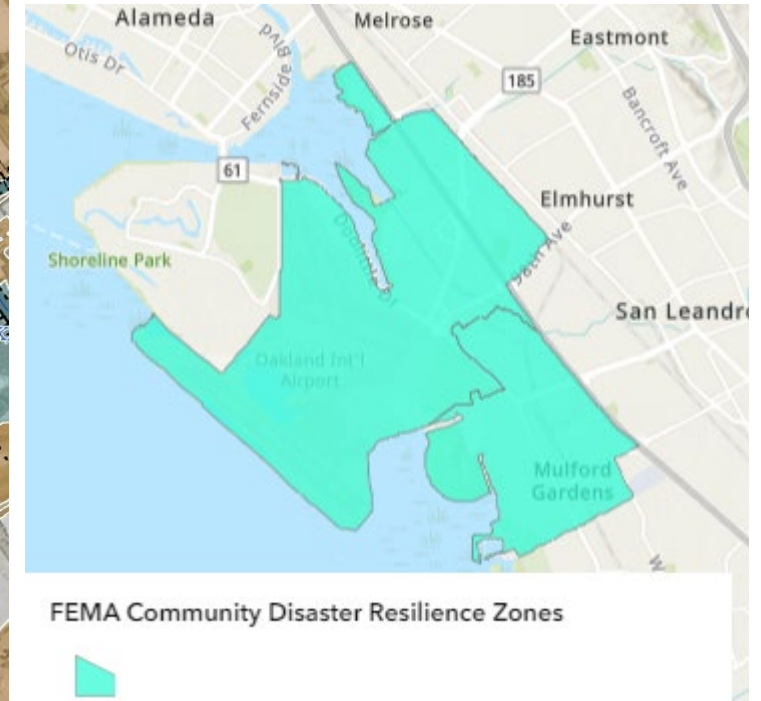 Alameda
Melrose
Otis Dr
Fernside Blvd
Eastmont
185
Bancroft Ave
61
Elmhurst
Doolittle Dr
98th Ave
Shoreline Park
San Leandro
Oakland Int'l
Airport
Mulford
Gardens
W
FEMA Community Disaster Resilience Zones